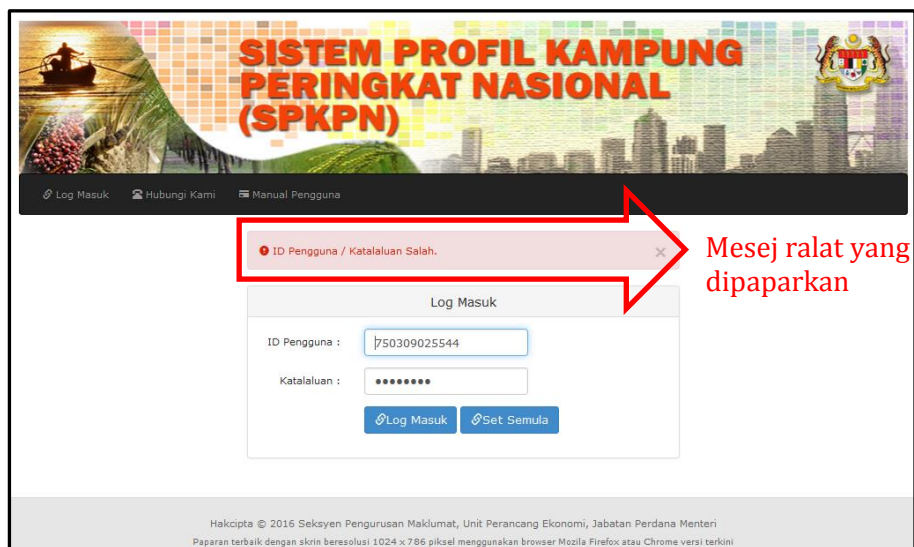 SISTEM PROFIL KAMPUNG
PERINGKAT NASIONAL
(SPKPN)
Log Masuk Hubungi Kami Manual Pengguna
ID Pengguna / Katalaluan Salah. ×
Mesej ralat yang
dipaparkan
Log Masuk
ID Pengguna : 750309025544
Katalaluan : ••••••••
Log Masuk Set Semula
Hakcipta © 2016 Seksyen Pengurusan Maklumat, Unit Perancang Ekonomi, Jabatan Perdana Menteri
Paparan terbaik dengan skrin beresolusi 1024 x 786 piksel menggunakan browser Mozila Firefox atau Chrome versi terkini